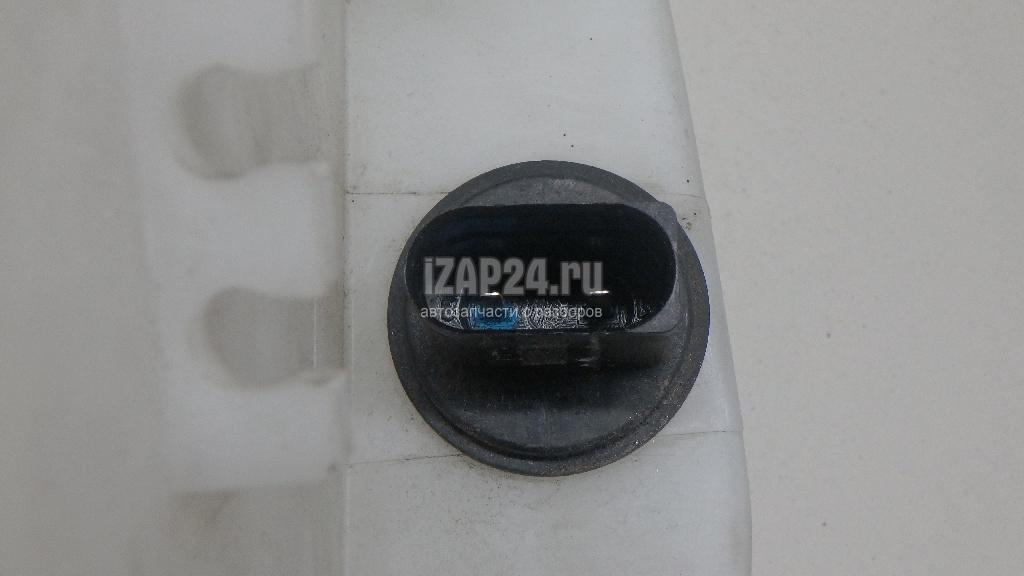 iZAP24.ru
автозапчасти с разборов